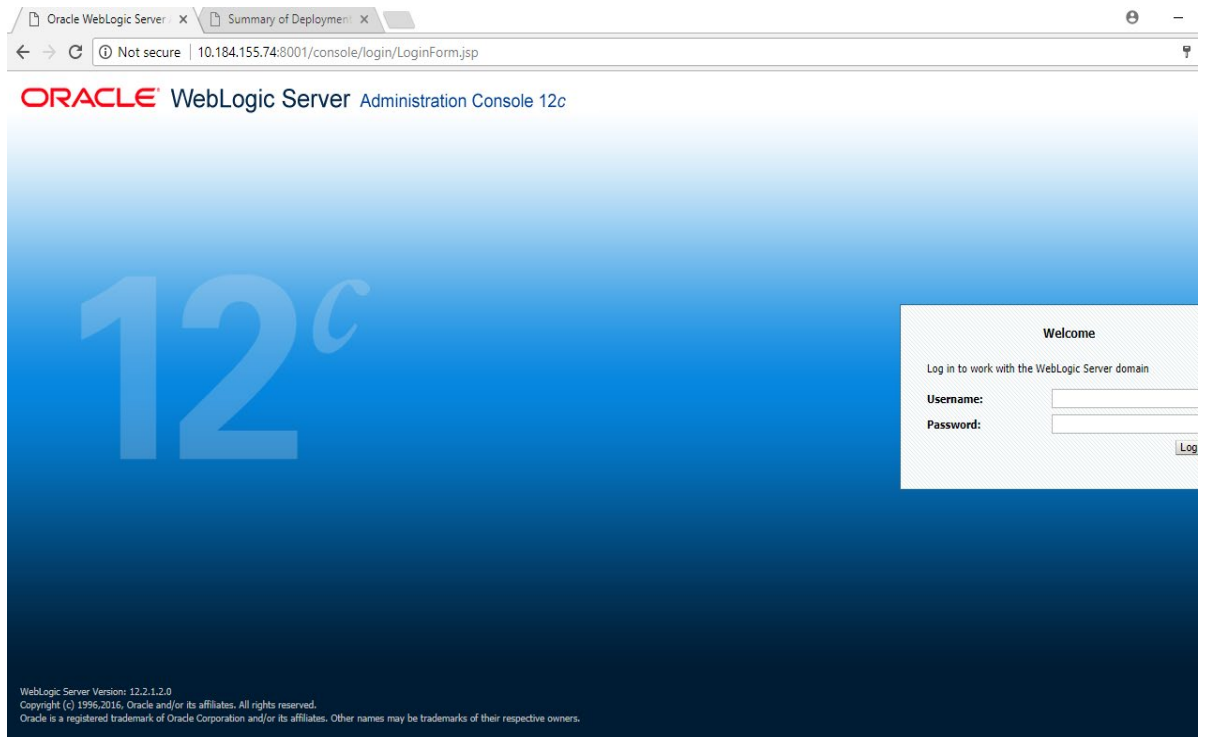 Oracle WebLogic Server
Summary of Deployment
Not secure | 10.184.155.74:8001/console/login/LoginForm.jsp
ORACLE WebLogic Server Administration Console 12c
12c
Welcome
Log in to work with the WebLogic Server domain
Username:
Password:
Log
WebLogic Server Version: 12.2.1.2.0
Copyright (c) 1996,2016, Oracle and/or its affiliates. All rights reserved.
Oracle is a registered trademark of Oracle Corporation and/or its affiliates. Other names may be trademarks of their respective owners.